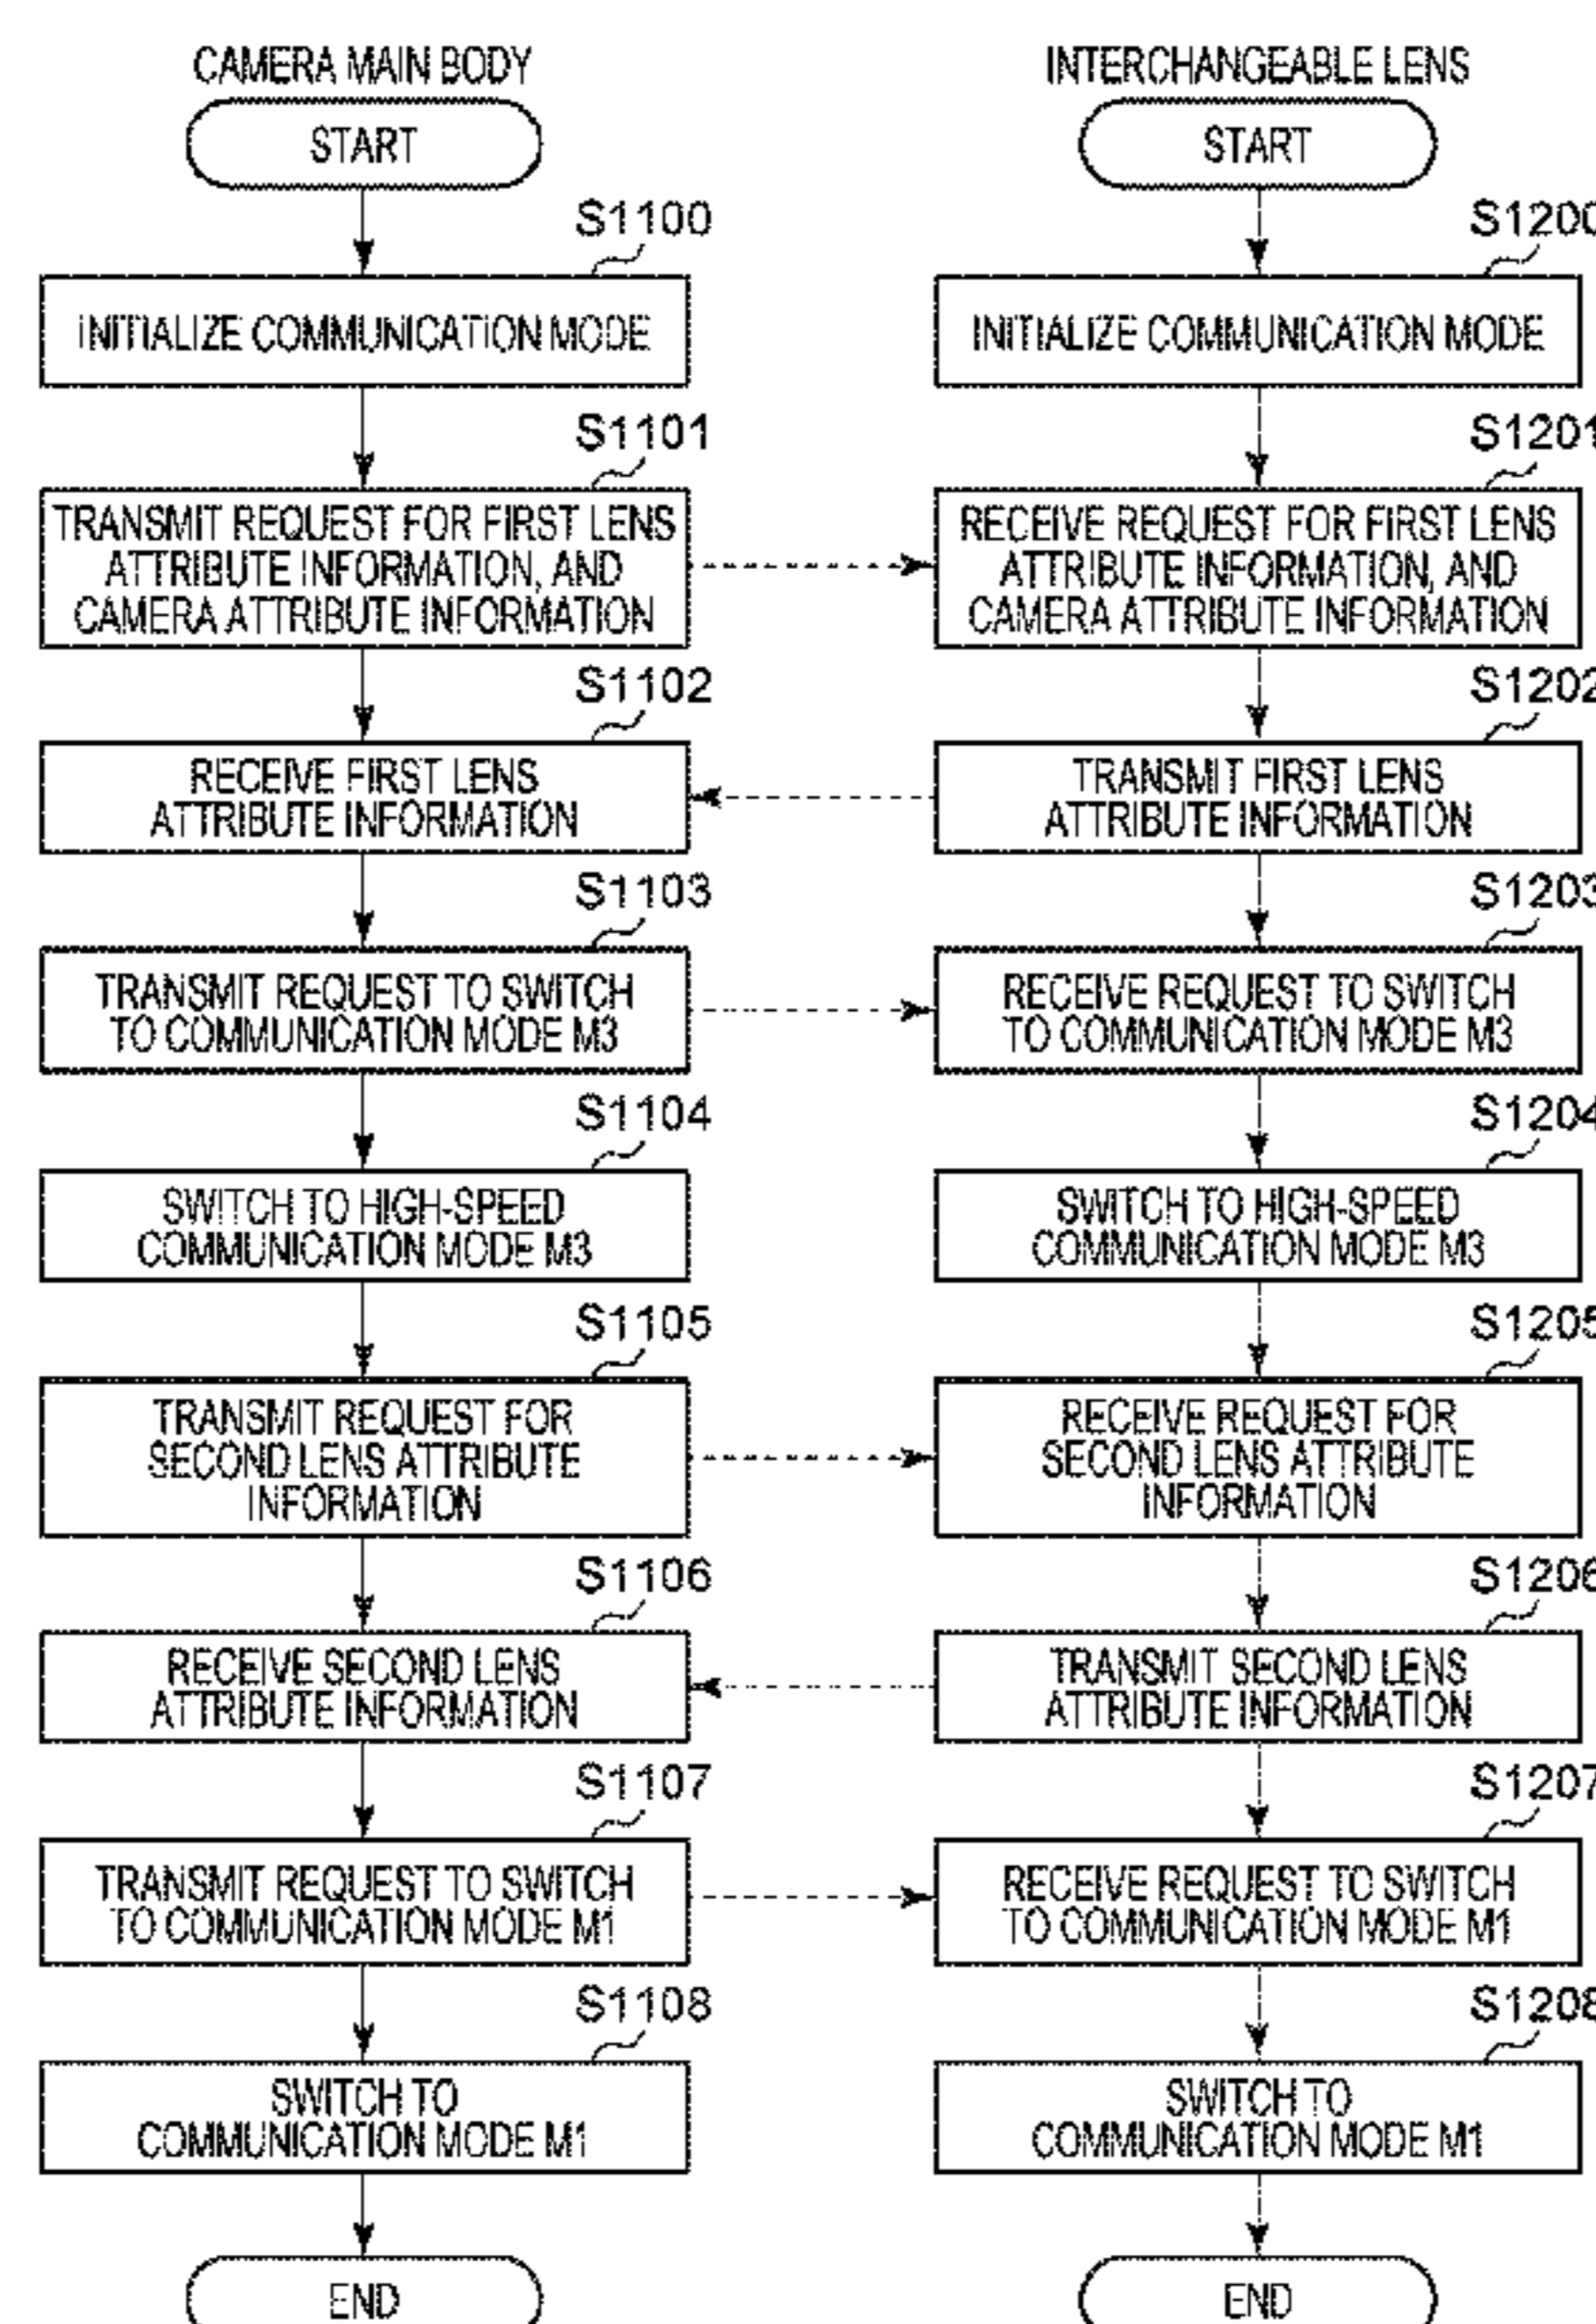 CAMERA MAIN BODY
START
S1100
INITIALIZE COMMUNICATION MODE
S1101
TRANSMIT REQUEST FOR FIRST LENS
ATTRIBUTE INFORMATION, AND
CAMERA ATTRIBUTE INFORMATION
S1102
RECEIVE FIRST LENS
ATTRIBUTE INFORMATION
S1103
TRANSMIT REQUEST TO SWITCH
TO COMMUNICATION MODE M3
S1104
SWITCH TO HIGH-SPEED
COMMUNICATION MODE M3
S1105
TRANSMIT REQUEST FOR
SECOND LENS ATTRIBUTE
INFORMATION
S1106
RECEIVE SECOND LENS
ATTRIBUTE INFORMATION
S1107
TRANSMIT REQUEST TO SWITCH
TO COMMUNICATION MODE M1
S1108
SWITCH TO
COMMUNICATION MODE M1
END
INTERCHANGEABLE LENS
START
S1200
INITIALIZE COMMUNICATION MODE
S1201
RECEIVE REQUEST FOR FIRST LENS
ATTRIBUTE INFORMATION, AND
CAMERA ATTRIBUTE INFORMATION
S1202
TRANSMIT FIRST LENS
ATTRIBUTE INFORMATION
S1203
RECEIVE REQUEST TO SWITCH
TO COMMUNICATION MODE M3
S1204
SWITCH TO HIGH-SPEED
COMMUNICATION MODE M3
S1205
RECEIVE REQUEST FOR
SECOND LENS ATTRIBUTE
INFORMATION
S1206
TRANSMIT SECOND LENS
ATTRIBUTE INFORMATION
S1207
RECEIVE REQUEST TO SWITCH
TO COMMUNICATION MODE M1
S1208
SWITCH TO
COMMUNICATION MODE M1
END